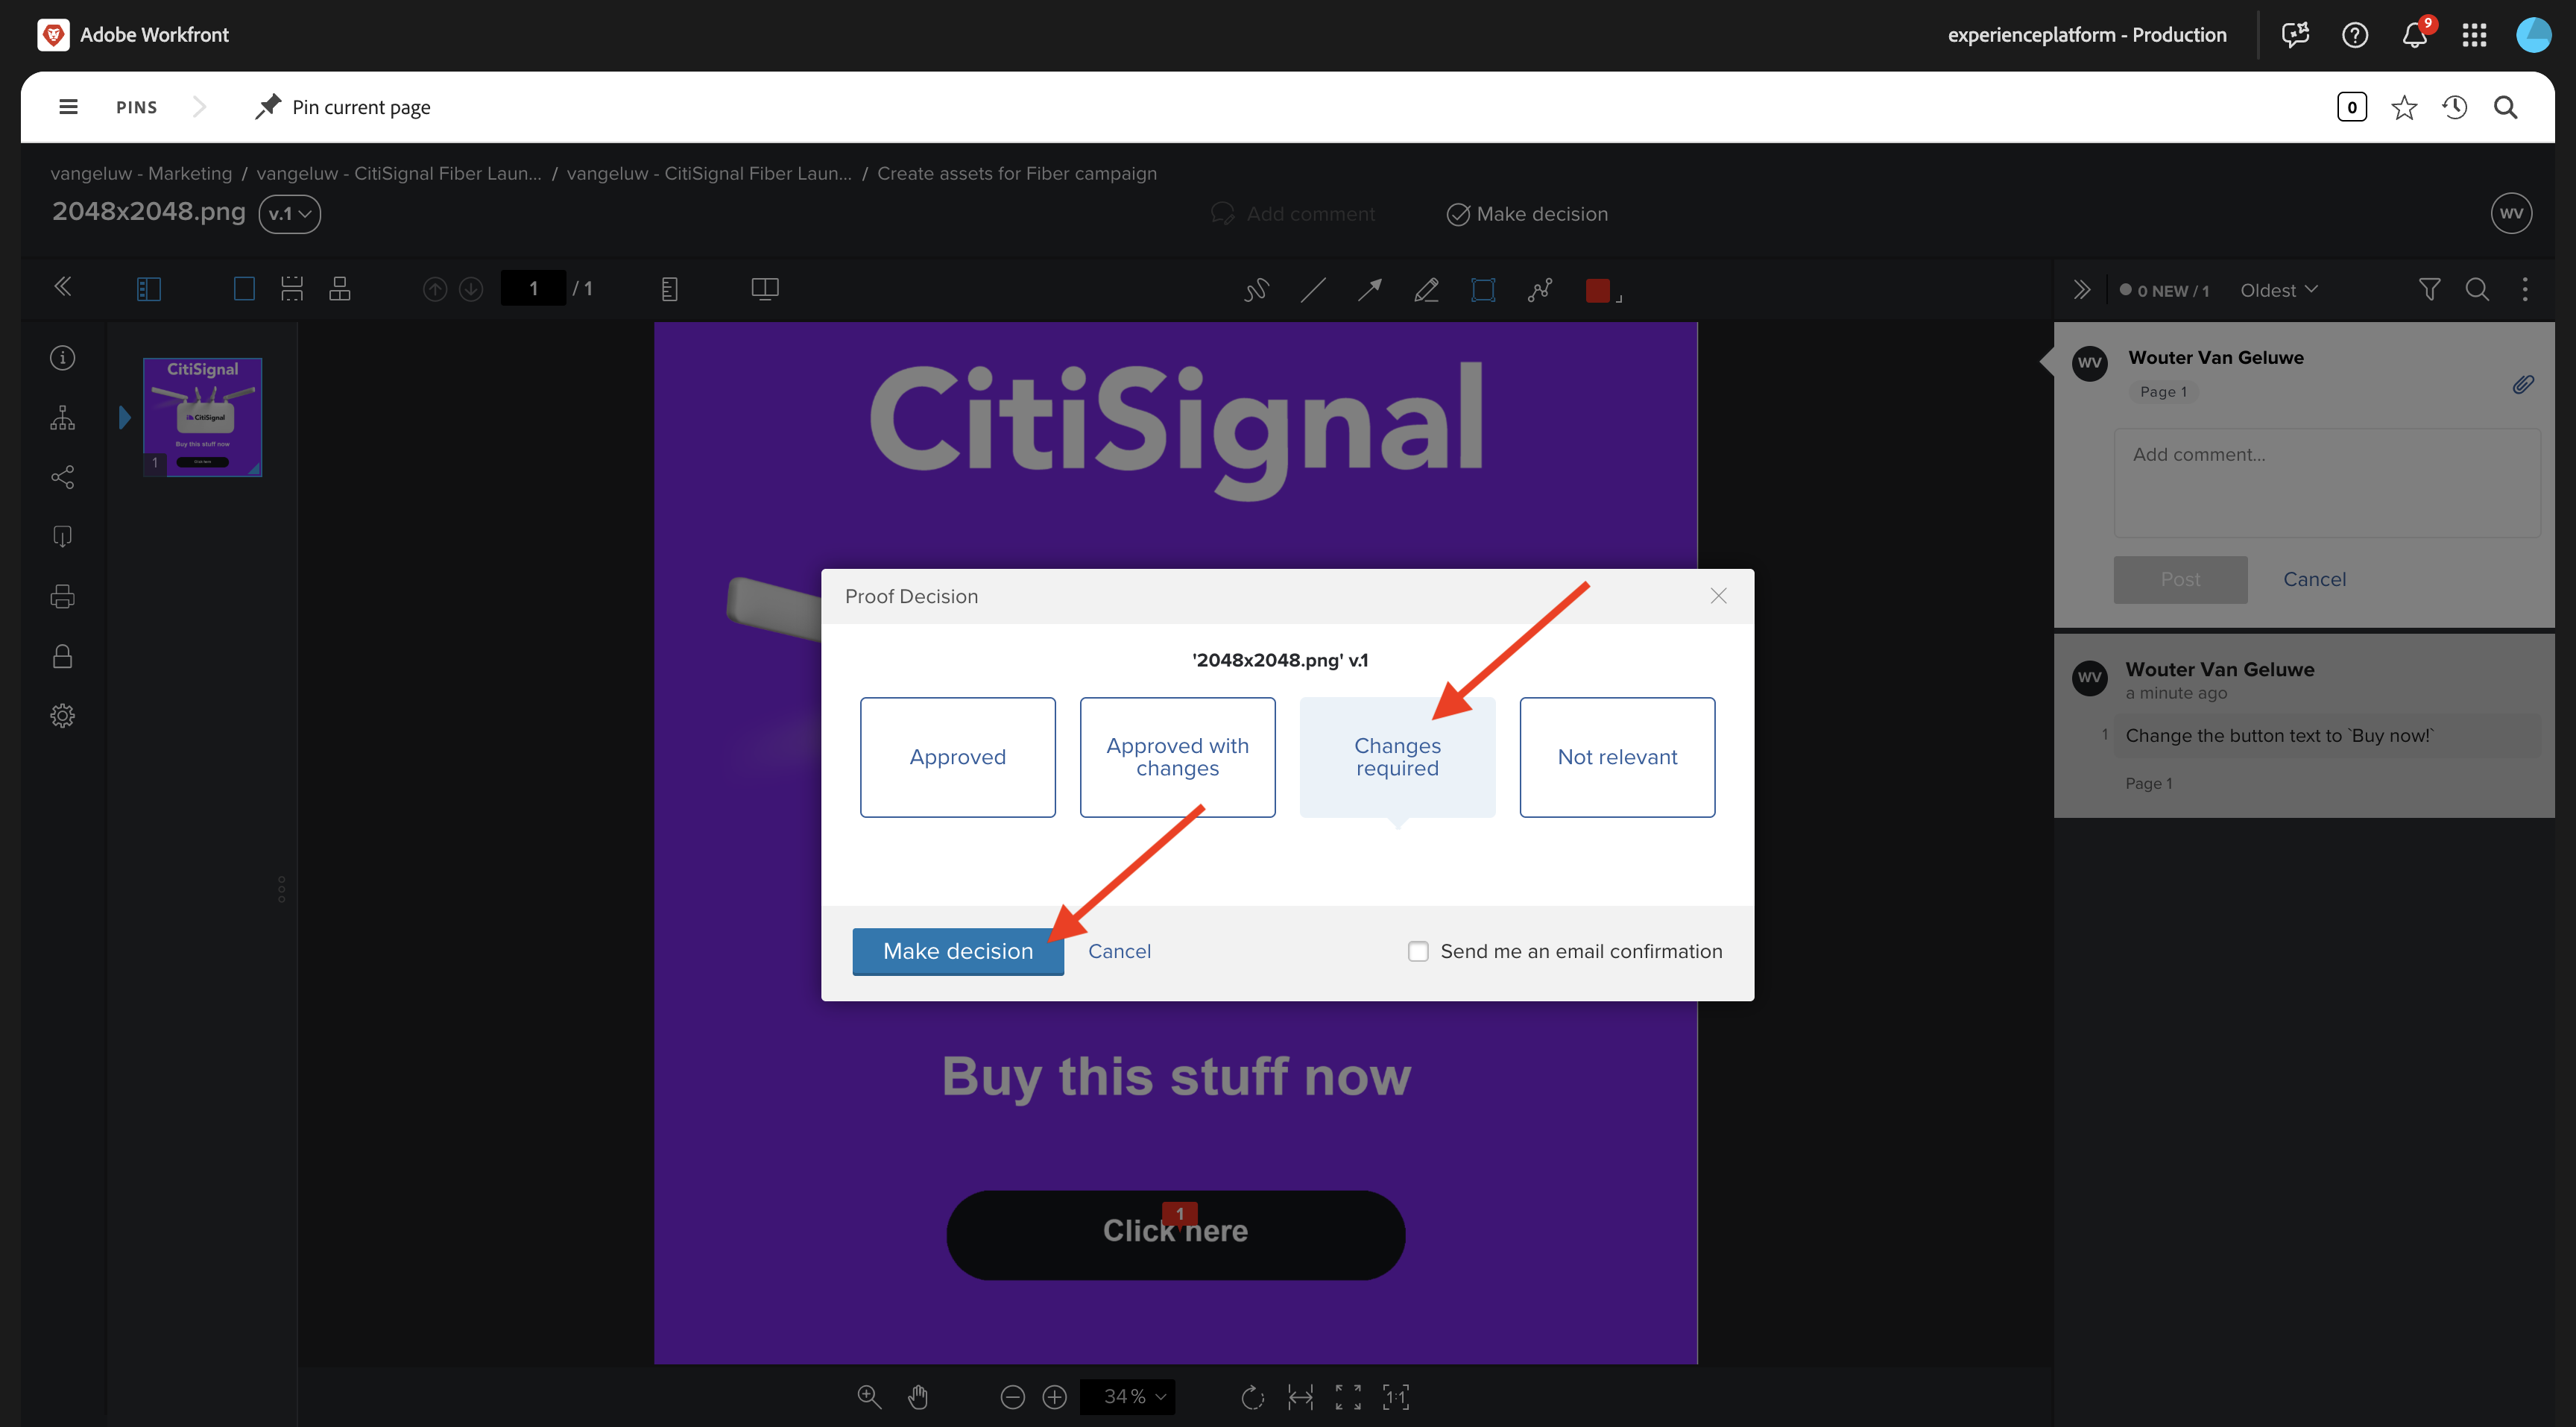 Adobe Workfront
experienceplatform - Production
9
PINS
Pin current page
0
vangeluw - Marketing / vangeluw - CitiSignal Fiber Laun... / vangeluw - CitiSignal Fiber Laun... / Create assets for Fiber campaign
2048x2048.png
v.1
Add comment
Make decision
WV
1 / 1
0 NEW / 1
Oldest
CitiSignal
CitiSignal
Buy this stuff now
Click here
1
CitiSignal
WV
Wouter Van Geluwe
Page 1
Add comment...
Post
Cancel
WV
Wouter Van Geluwe
a minute ago
1
Change the button text to `Buy now!`
Page 1
Proof Decision
'2048x2048.png' v.1
Approved
Approved with
changes
Changes
required
Not relevant
Make decision
Cancel
Send me an email confirmation
Buy this stuff now
1
Click here
34%
1:1